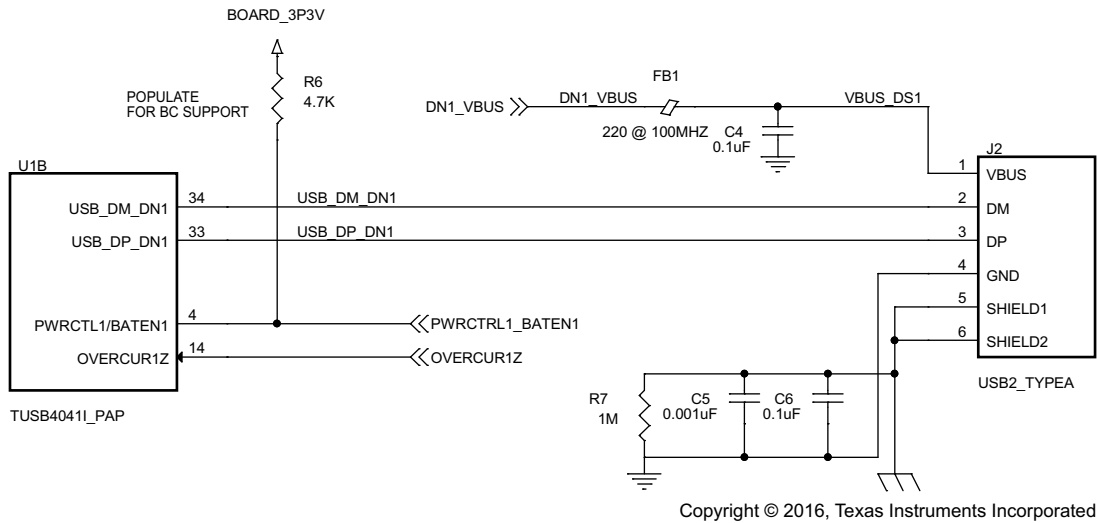 BOARD_3P3V
R6
4.7K
POPULATE
FOR BC SUPPORT
FB1
DN1_VBUS
DN1_VBUS
VBUS_DS1
220 @ 100MHZ
C4
0.1uF
U1B
J2
1
VBUS
USB_DM_DN1
34
USB_DM_DN1
2
DM
USB_DP_DN1
33
USB_DP_DN1
3
DP
4
GND
5
SHIELD1
PWRCTL1/BATEN1
4
PWRCTRL1_BATEN1
6
SHIELD2
OVERCUR1Z
14
OVERCUR1Z
USB2_TYPEA
TUSB4041I_PAP
R7
1M
C5
0.001uF
C6
0.1uF
Copyright © 2016, Texas Instruments Incorporated